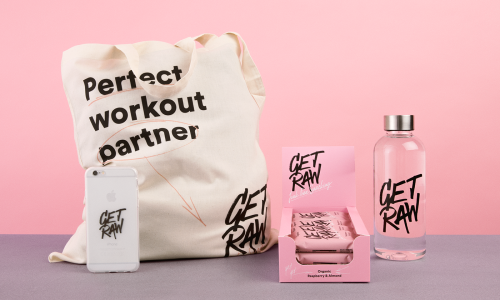 Perfect
workout
partner
GET
RAW
GET
RAW
GET
RAW
Organic
Raspberry & Almond
GET
RAW